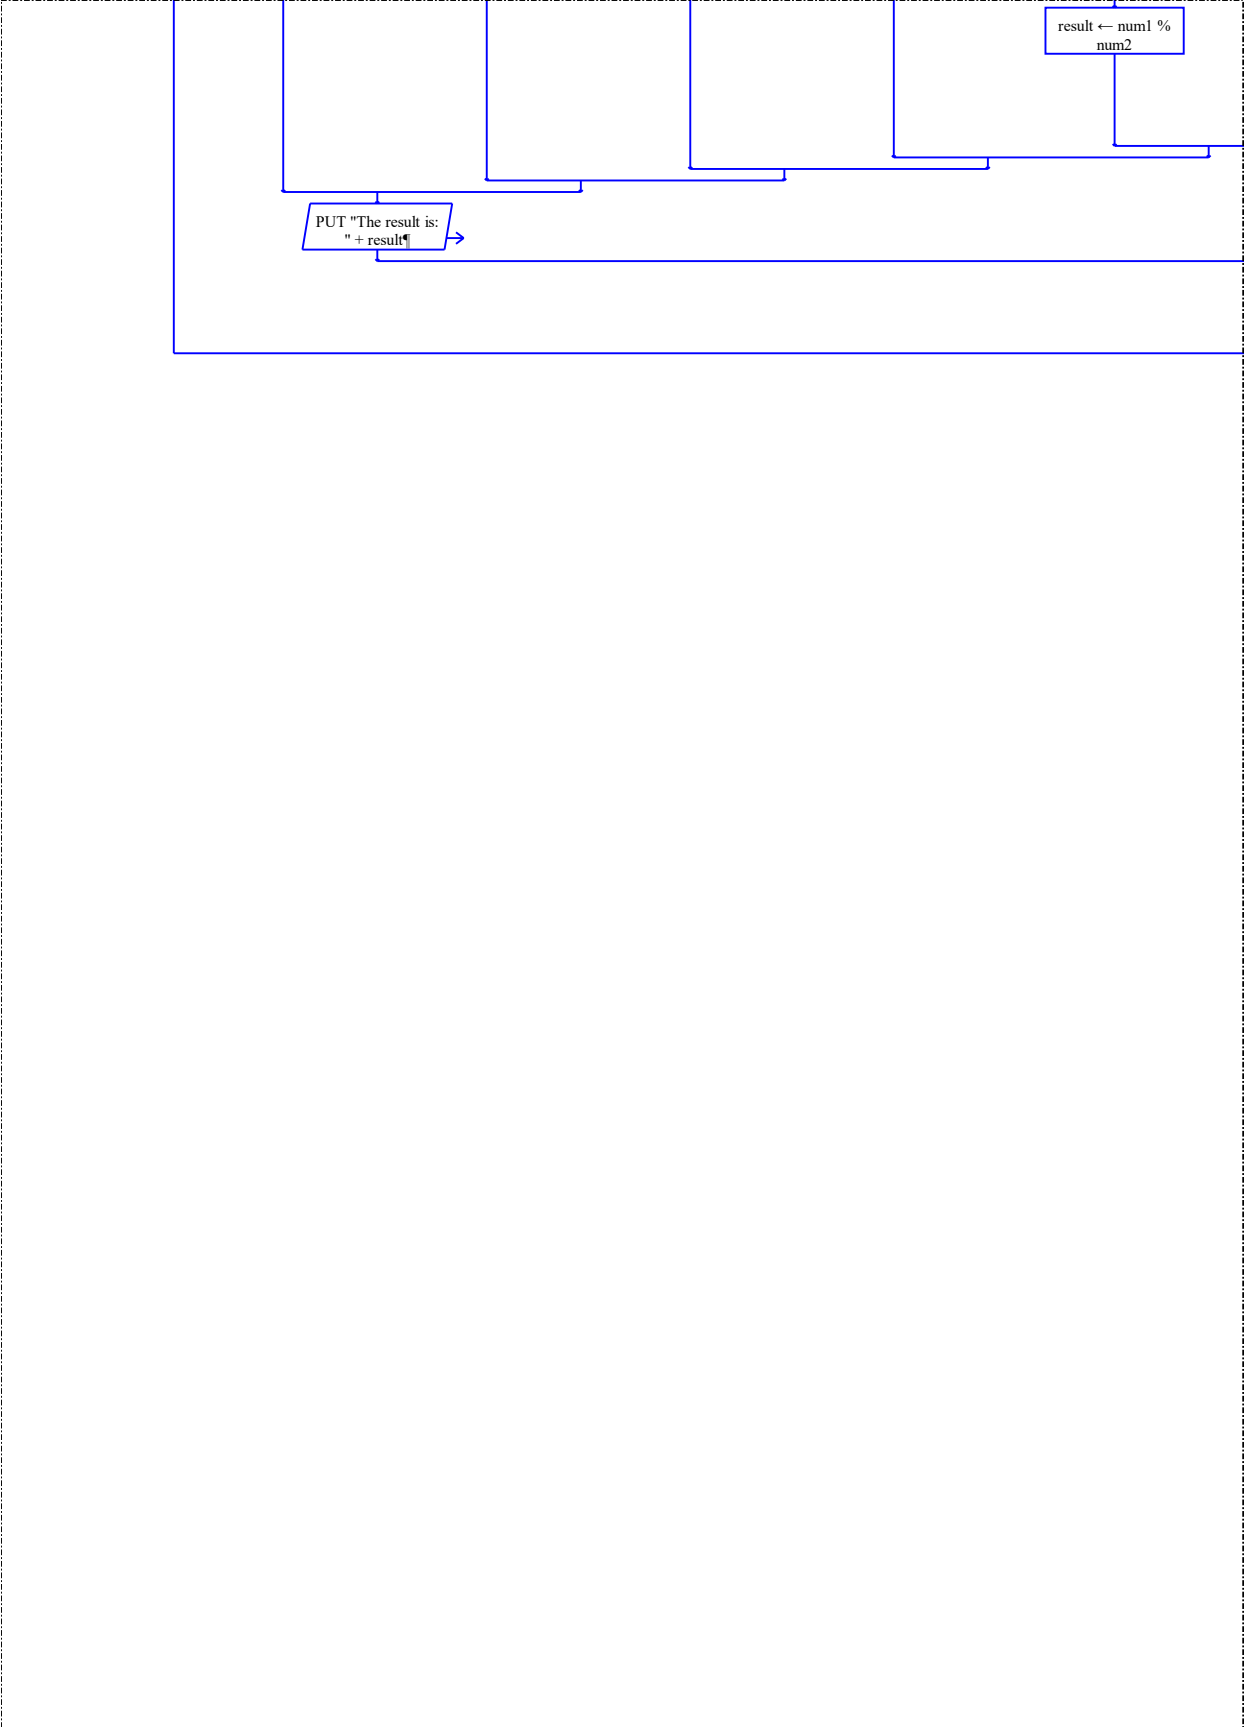 result ← num1 %
num2
PUT "The result is:
" + result¶